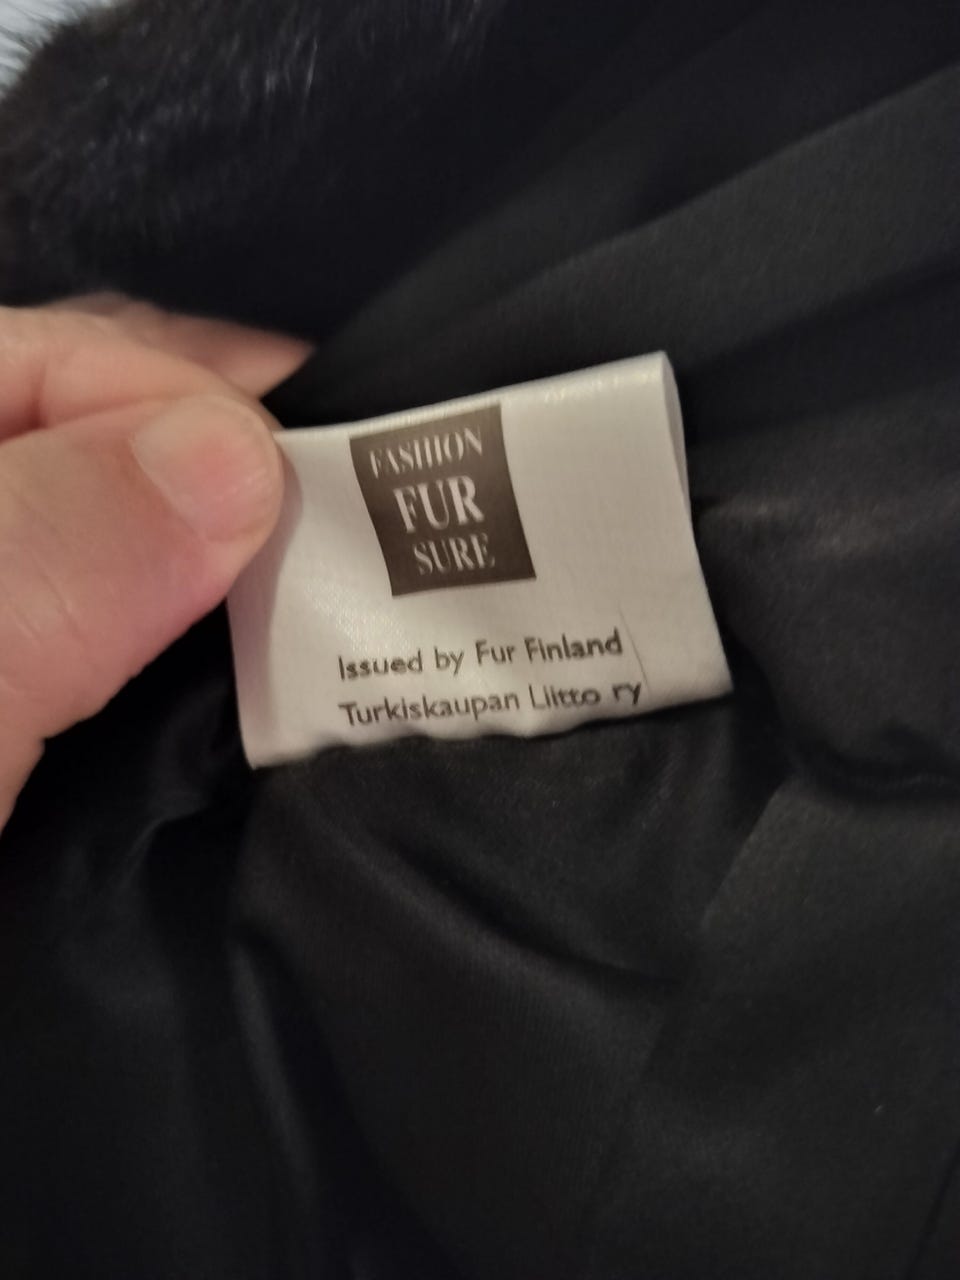 FASHION
FUR
SURE
Issued by Fur Finland
Turkiskaupan Liitto ry